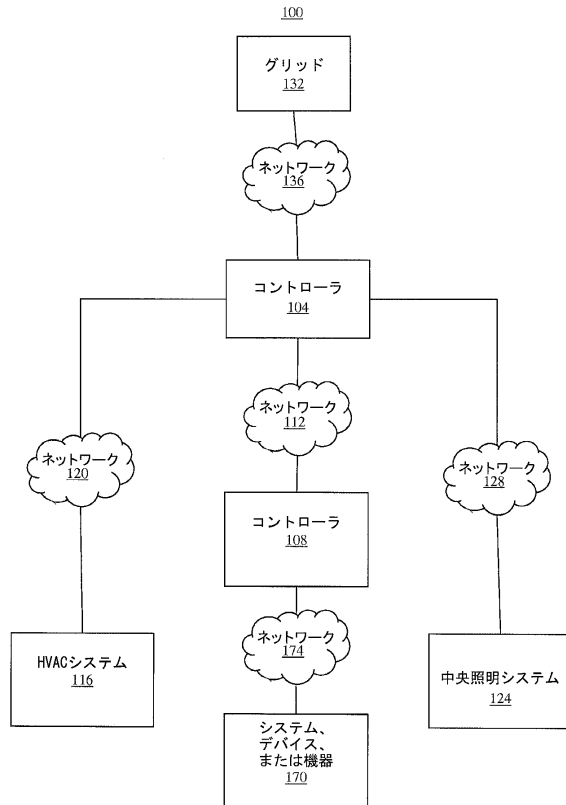 100
グリッド
132
ネットワーク
136
コントローラ
104
ネットワーク
112
ネットワーク
120
ネットワーク
128
コントローラ
108
ネットワーク
174
HVACシステム
116
中央照明システム
124
システム、
デバイス、
または機器
170